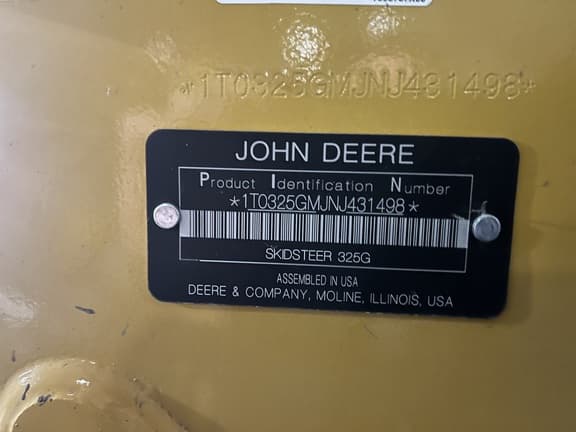 *1T0325GMJNJ431498*
JOHN DEERE
Product Identification Number
*1T0325GMJNJ431498*
SKIDSTEER 325G
ASSEMBLED IN USA
DEERE & COMPANY, MOLINE, ILLINOIS, USA